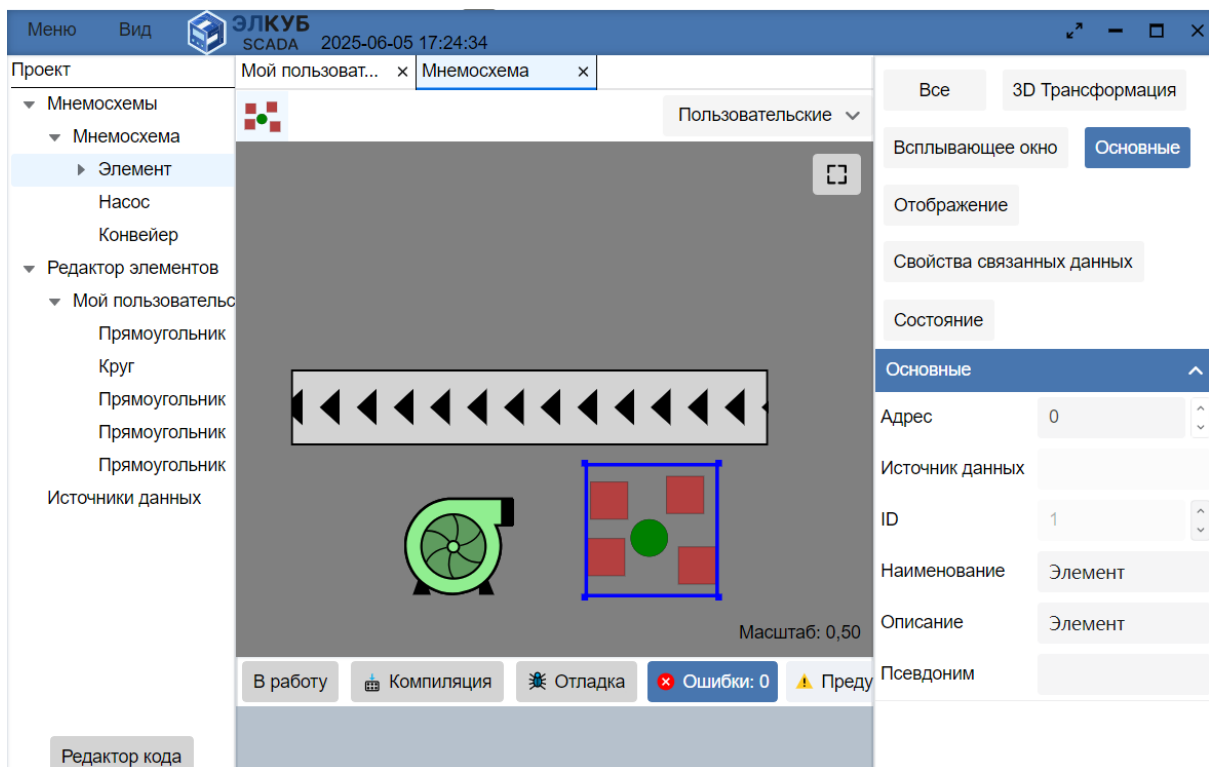 Меню Вид ЭЛКУБ
SCADA 2025-06-05 17:24:34
Проект
Мнемосхемы
Мнемосхема
Элемент
Насос
Конвейер
Редактор элементов
Мой пользовательс
Прямоугольник
Круг
Прямоугольник
Прямоугольник
Прямоугольник
Источники данных
Редактор кода
Мой пользоват... × Мнемосхема ×
Пользовательские
Масштаб: 0,50
В работу Компиляция Отладка Ошибки: 0 Преду
Все 3D Трансформация
Всплывающее окно Основные
Отображение
Свойства связанных данных
Состояние
Основные
Адрес 0
Источник данных
ID 1
Наименование Элемент
Описание Элемент
Псевдоним